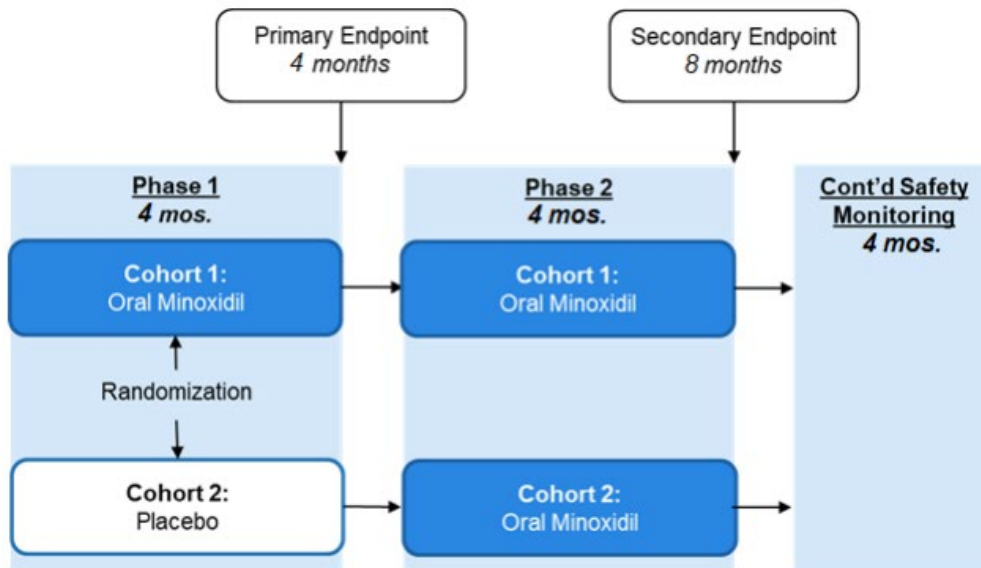 Primary Endpoint
4 months
Secondary Endpoint
8 months
Phase 1
4 mos.
Phase 2
4 mos.
Cont'd Safety
Monitoring
4 mos.
Cohort 1:
Oral Minoxidil
Cohort 1:
Oral Minoxidil
Randomization
Cohort 2:
Placebo
Cohort 2:
Oral Minoxidil